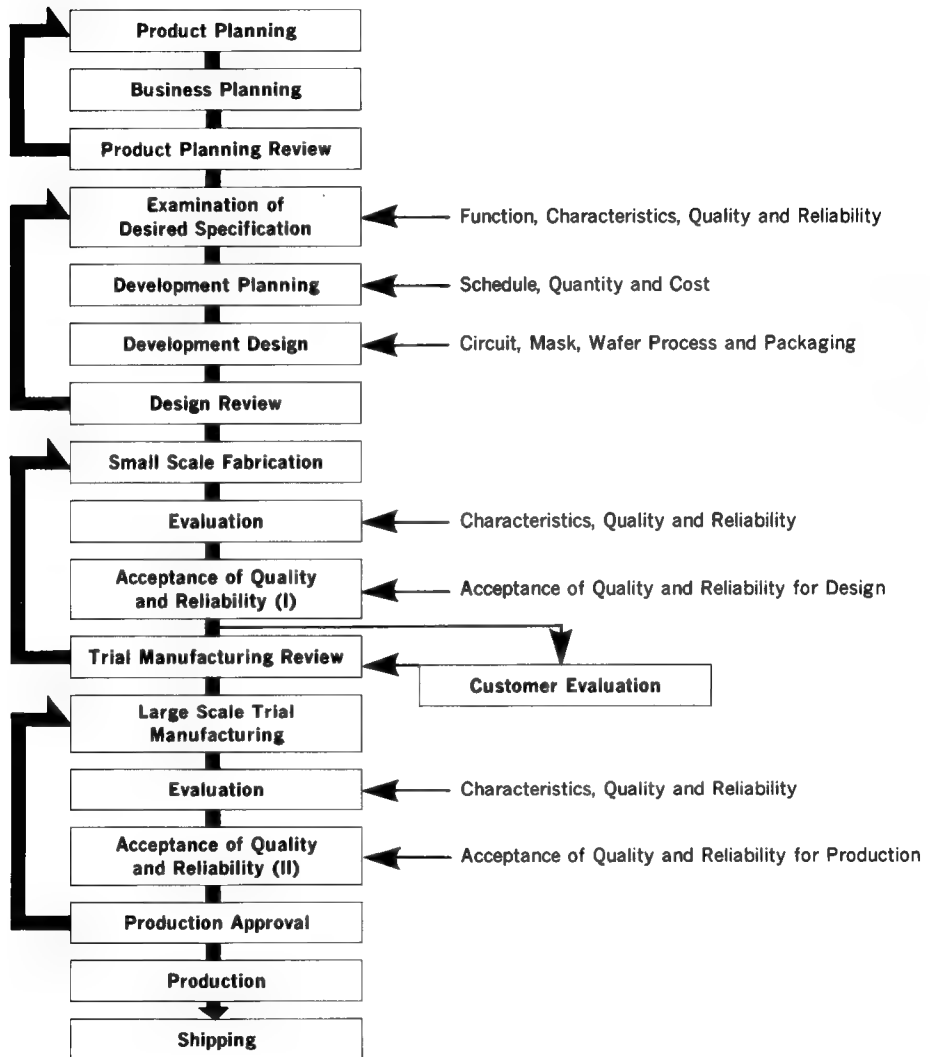 Product Planning
Business Planning
Product Planning Review
Examination of
Desired Specification
Function, Characteristics, Quality and Reliability
Development Planning
Schedule, Quantity and Cost
Development Design
Circuit, Mask, Wafer Process and Packaging
Design Review
Small Scale Fabrication
Evaluation
Characteristics, Quality and Reliability
Acceptance of Quality
and Reliability (I)
Acceptance of Quality and Reliability for Design
Trial Manufacturing Review
Customer Evaluation
Large Scale Trial
Manufacturing
Evaluation
Characteristics, Quality and Reliability
Acceptance of Quality
and Reliability (II)
Acceptance of Quality and Reliability for Production
Production Approval
Production
Shipping